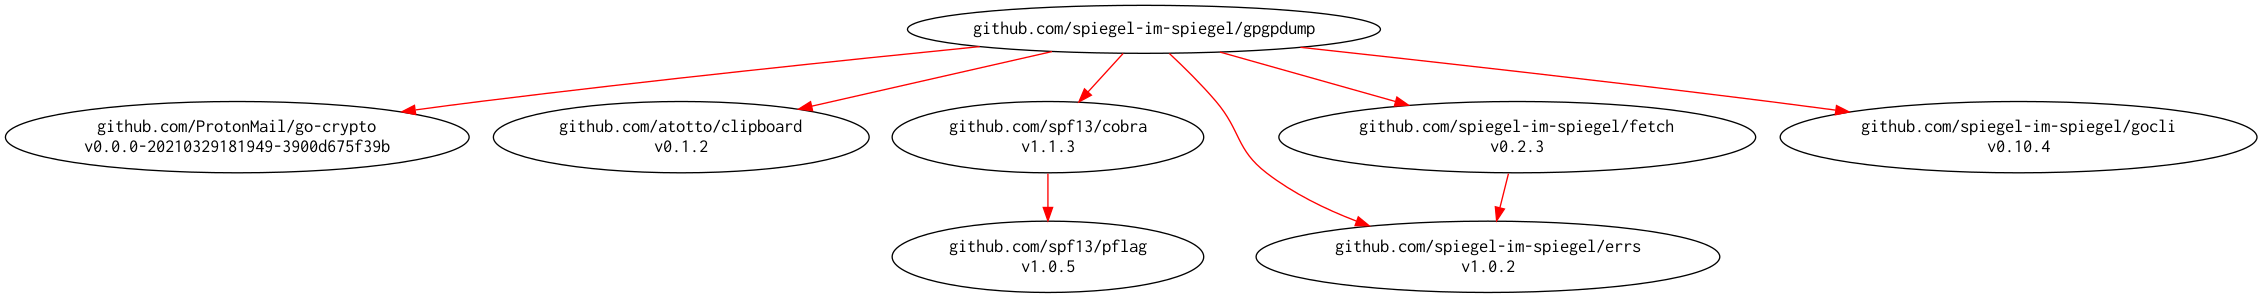 github.com/spiegel-im-spiegel/gpgpdump
github.com/ProtonMail/go-crypto
v0.0.0-20210329181949-3900d675f39b
github.com/atotto/clipboard
v0.1.2
github.com/spf13/cobra
v1.1.3
github.com/spiegel-im-spiegel/fetch
v0.2.3
github.com/spiegel-im-spiegel/gocli
v0.10.4
github.com/spf13/pflag
v1.0.5
github.com/spiegel-im-spiegel/errs
v1.0.2